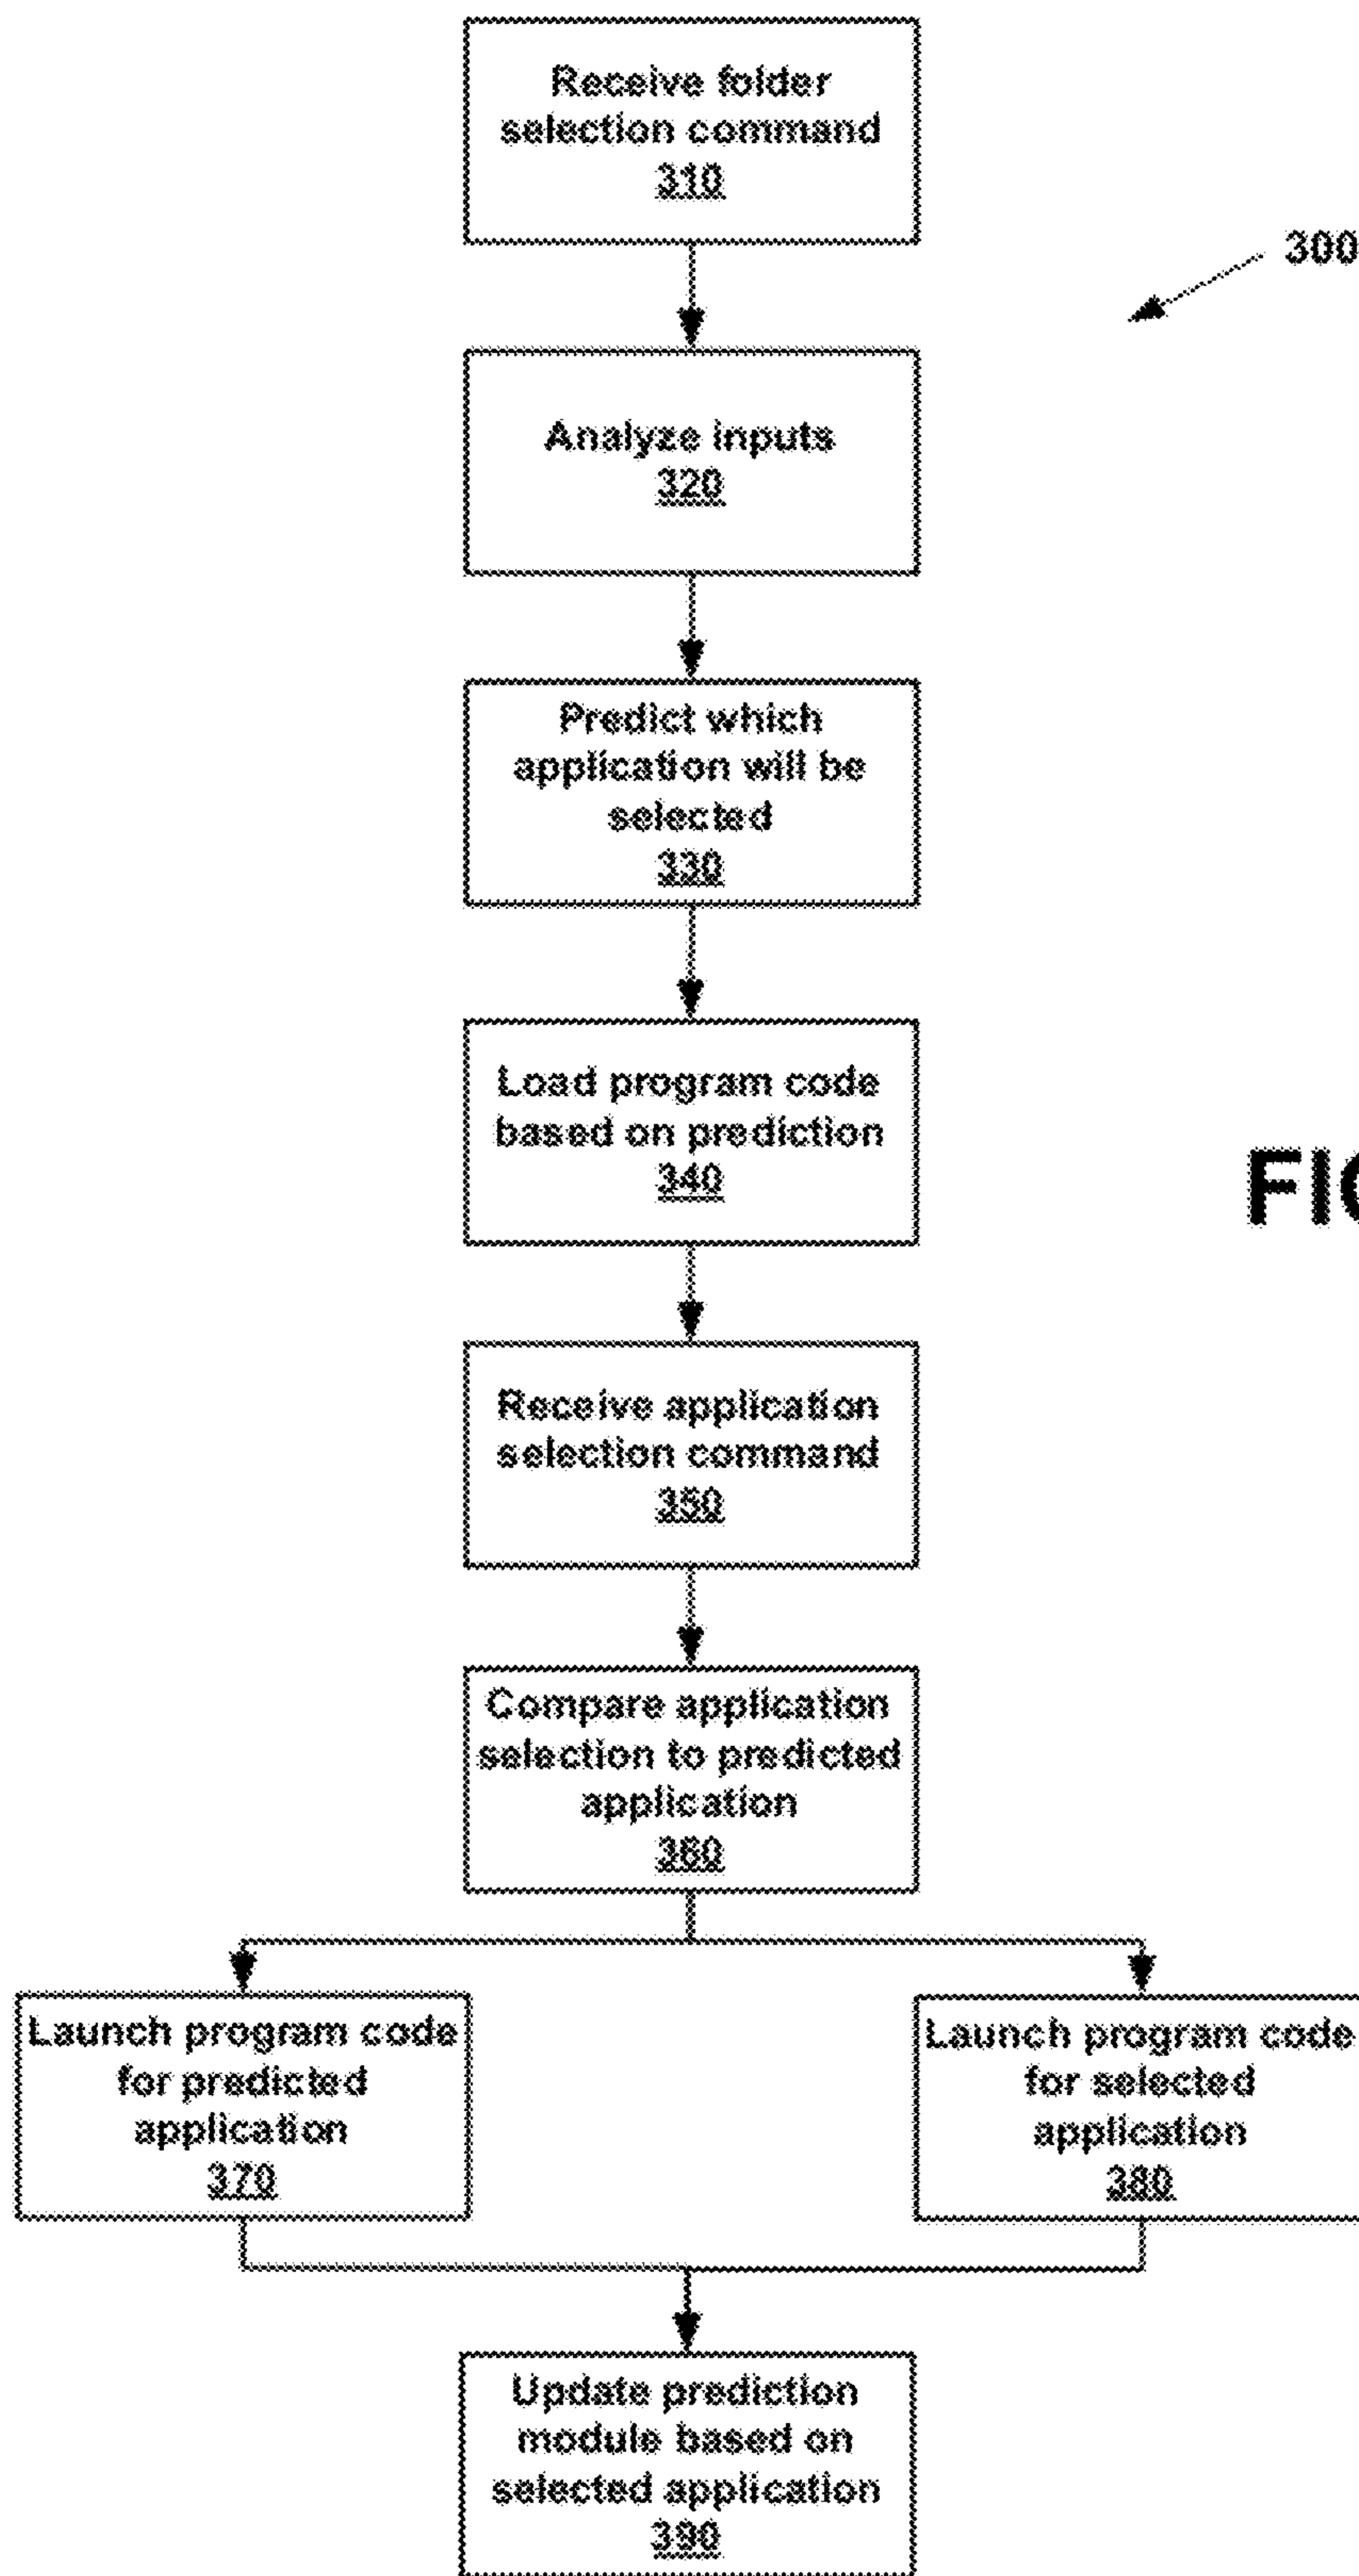 Receive folder
selection command
310
300
Analyze inputs
320
Predict which
application will be
selected
330
Load program code
based on prediction
340
Receive application
selection command
350
Compare application
selection to predicted
application
360
Launch program code
for predicted
application
370
Launch program code
for selected
application
380
Update prediction
module based on
selected application
390